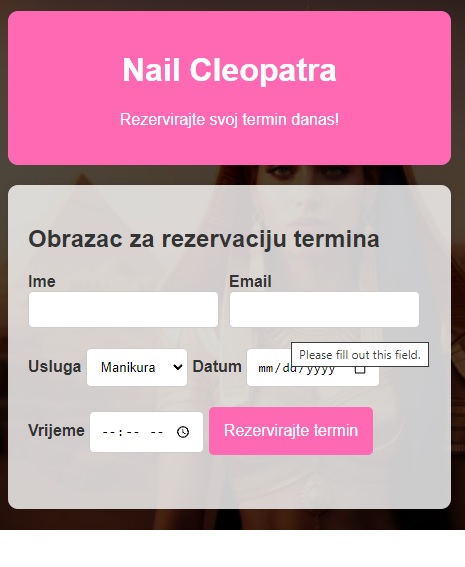 Nail Cleopatra
Rezervirajte svoj termin danas!
Obrazac za rezervaciju termina
Ime Email
Please fill out this field.
Usluga Manikura Datum mm/dd/yyyy
Vrijeme --:-- -- Rezervirajte termin